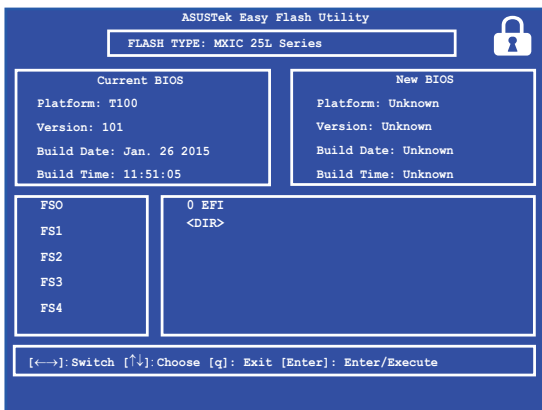 ASUSTek Easy Flash Utility
FLASH TYPE: MXIC 25L Series
Current BIOS
Platform: T100
Version: 101
Build Date: Jan. 26 2015
Build Time: 11:51:05
New BIOS
Platform: Unknown
Version: Unknown
Build Date: Unknown
Build Time: Unknown
FSO
FS1
FS2
FS3
FS4
0 EFI
<DIR>
[←→]: Switch [↑↓]: Choose [q]: Exit [Enter]: Enter/Execute